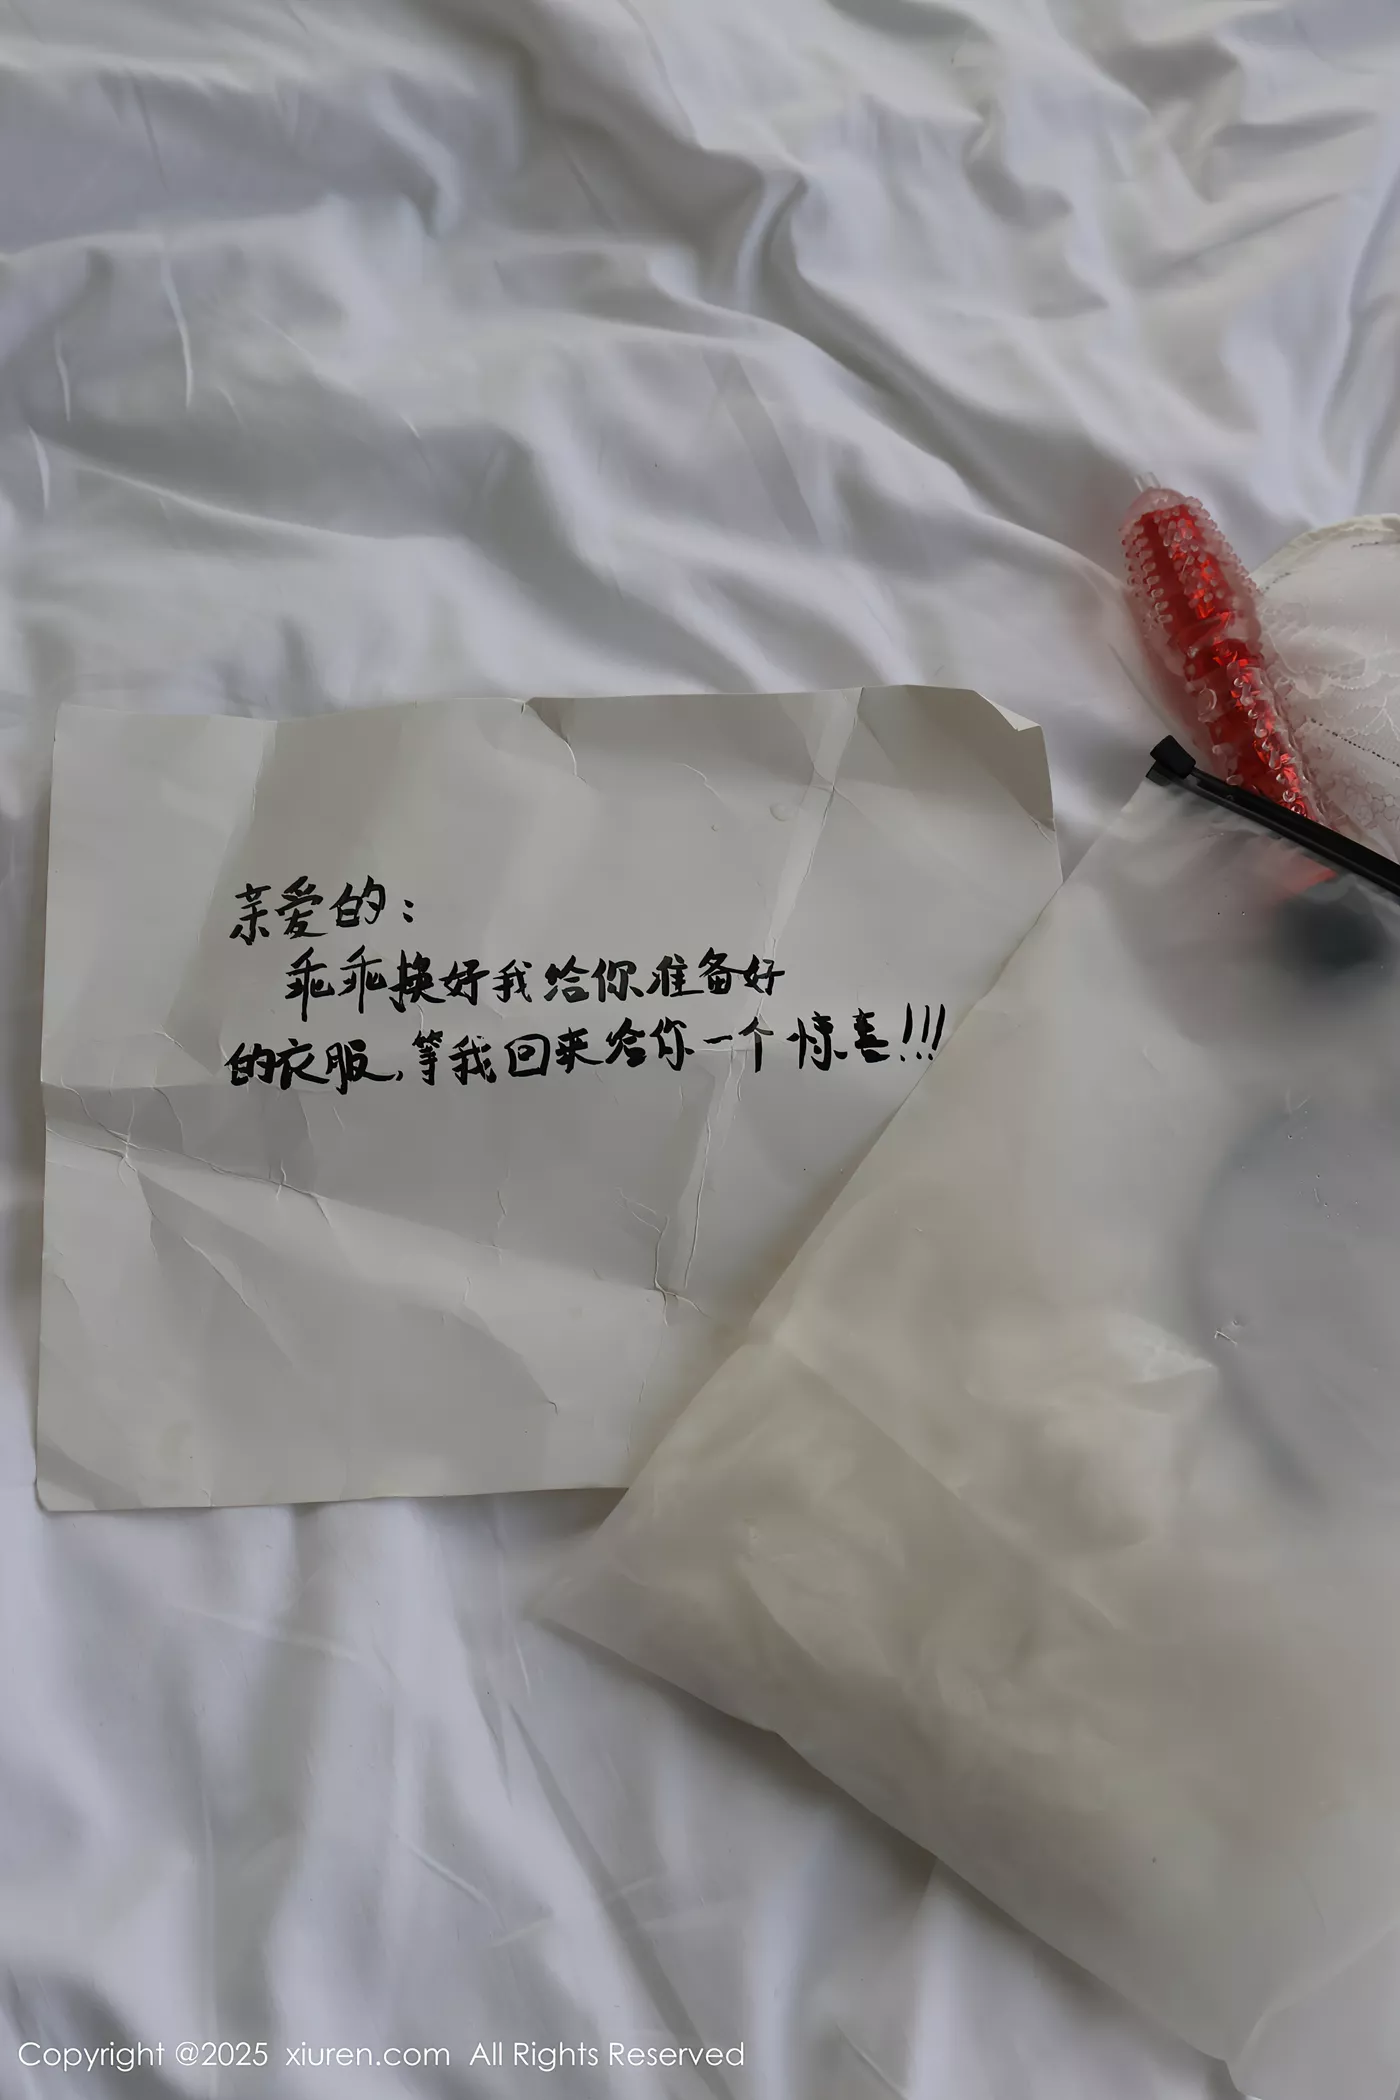 亲爱的：
乖乖换好我给你准备好
的衣服,等我回来给你一个惊喜!!!
Copyright @2025 xiuren.com All Rights Reserved